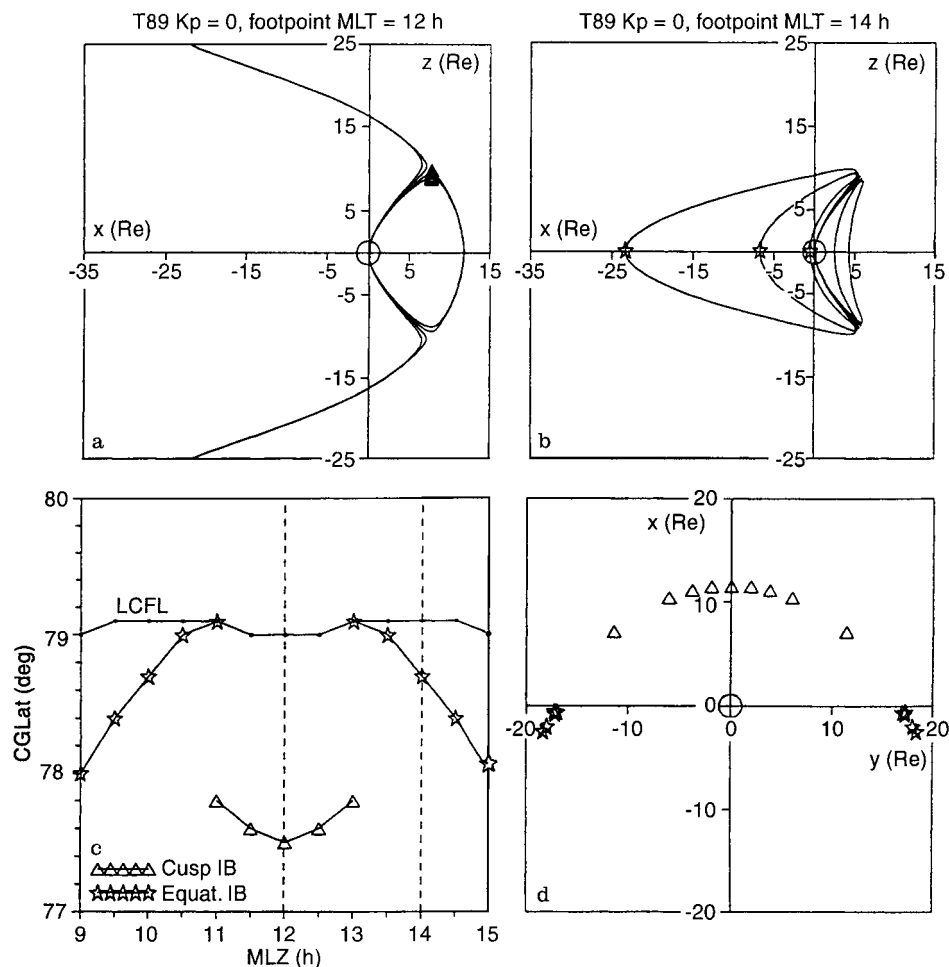 T89 Kp = 0, footpoint MLT = 12 h
25
z (Re)
15
5
x (Re)
-35
-25
-15
-5
5
15
-5
-15
-25
a
T89 Kp = 0, footpoint MLT = 14 h
25
z (Re)
15
5
x (Re)
-35
-25
-15
-5
5
15
-5
-15
-25
b
80
79
78
77
CGLat (deg)
LCFL
c
Cusp IB
Equat. IB
9
10
11
12
13
14
15
MLZ (h)
20
x (Re)
10
0
-20
-10
0
10
20
y (Re)
-10
-20
d